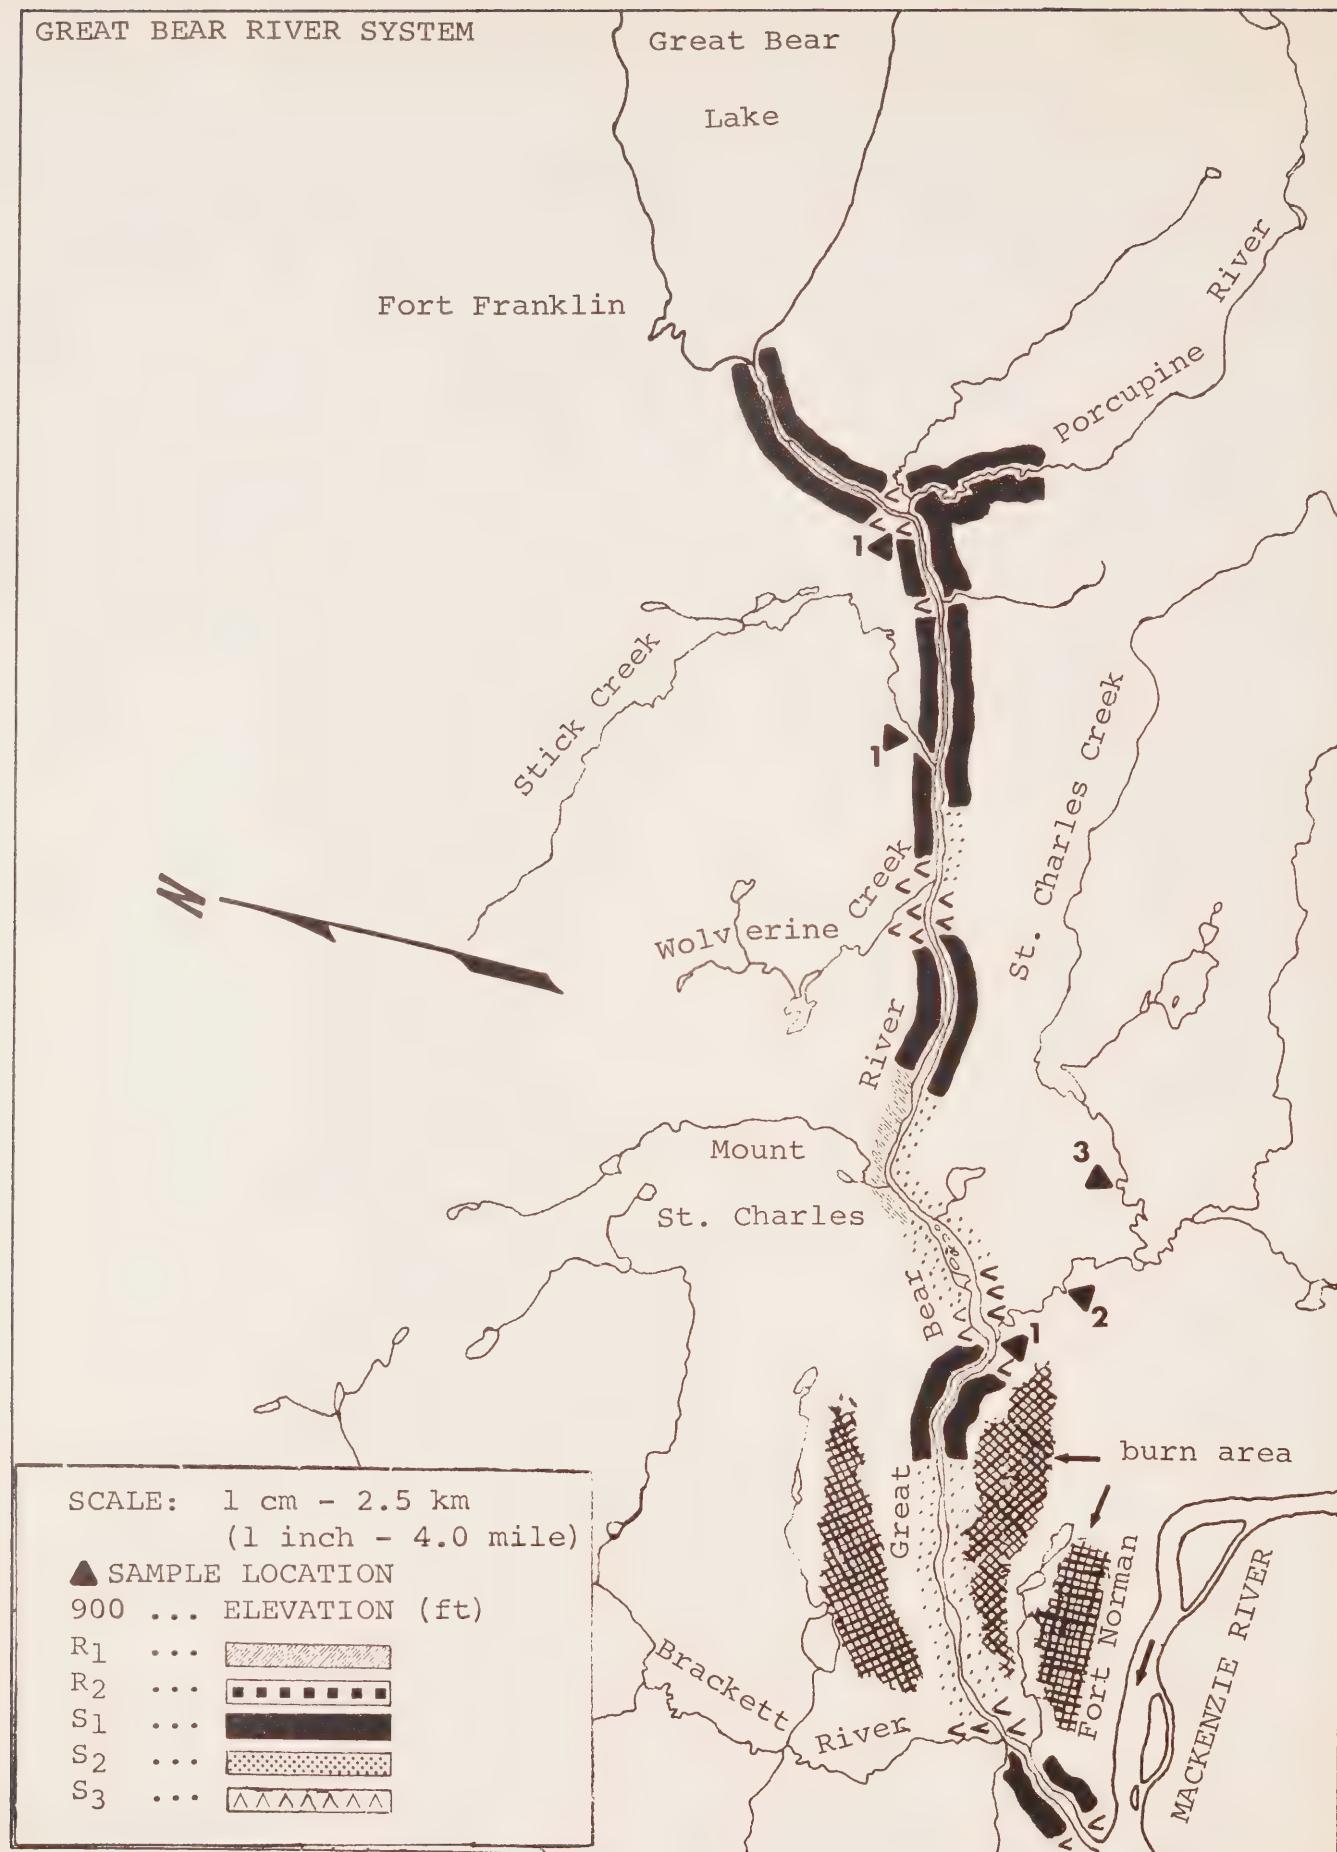 GREAT BEAR RIVER SYSTEM
Great Bear
Lake
Fort Franklin
Porcupine River
1
Stick Creek
1
St. Charles Creek
N
Wolverine Creek
River
Mount
St. Charles
3
2
1
Bear
burn area
Great
Fort Norman
MACKENZIE RIVER
Brackett
River
SCALE: 1 cm - 2.5 km
(1 inch - 4.0 mile)
SAMPLE LOCATION
900 ... ELEVATION (ft)
R1 ...
R2 ...
S1 ...
S2 ...
S3 ...